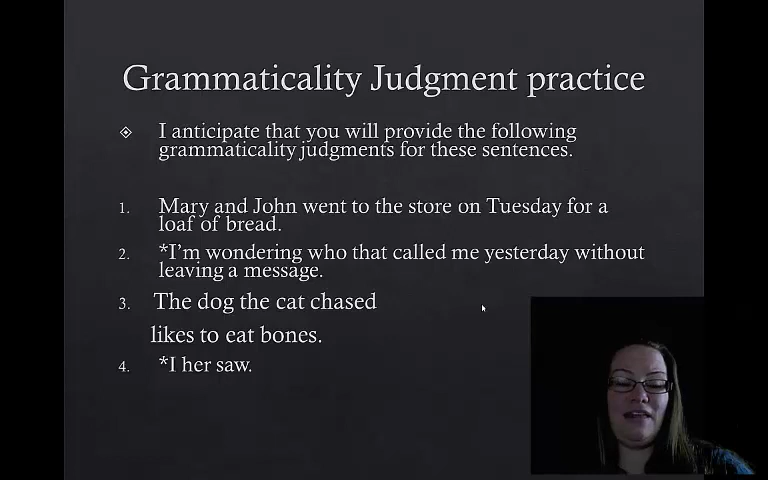 Grammaticality Judgment practice
I anticipate that you will provide the following
grammaticality judgments for these sentences.
1. Mary and John went to the store on Tuesday for a
loaf of bread.
2. *I'm wondering who that called me yesterday without
leaving a message.
3. The dog the cat chased
likes to eat bones.
4. *I her saw.